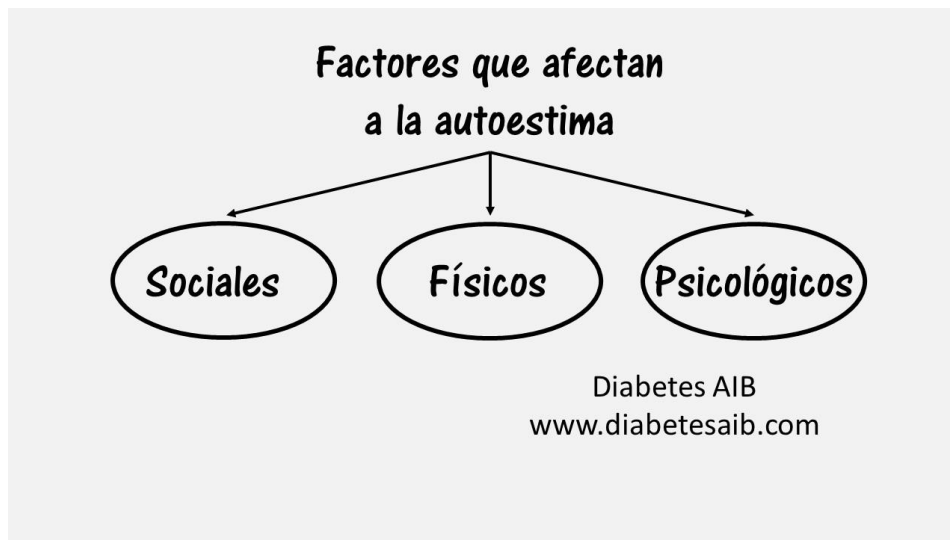 Factores que afectan
a la autoestima
Sociales
Físicos
Psicológicos
Diabetes AIB
www.diabetesaib.com